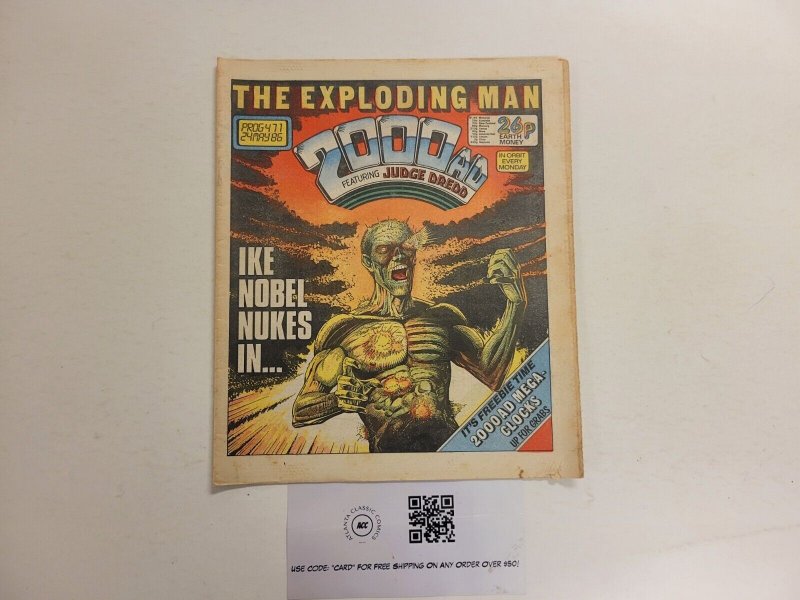 THE EXPLODING MAN
PROG 471
24 MAY 86
2000 AD
FEATURING JUDGE DREDD
26p
EARTH
MONEY
IN ORBIT
EVERY
MONDAY
IKE
NOBEL
NUKES
IN...
IT'S FREEBIE TIME
2000AD MEGA-
CLOCKS
UP FOR GRABS
ATLANTA CLASSIC COMICS
ACC
USE CODE: "CARD" FOR FREE SHIPPING ON ANY ORDER OVER $50!